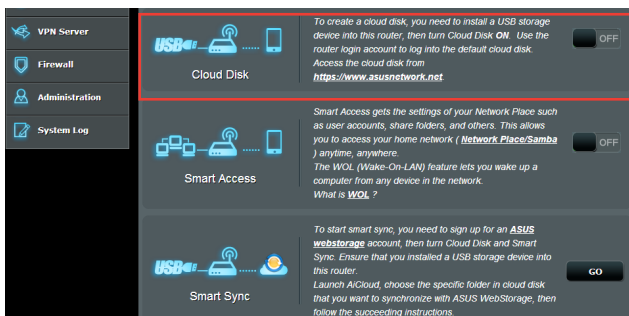 VPN Server
Firewall
Administration
System Log
USB
Cloud Disk
To create a cloud disk, you need to install a USB storage
device into this router, then turn Cloud Disk ON. Use the
router login account to log into the default cloud disk.
Access the cloud disk from
https://www.asusnetwork.net.
OFF
Smart Access
Smart Access gets the settings of your Network Place such
as user accounts, share folders, and others. This allows
you to access your home network ( Network Place/Samba
) anytime, anywhere.
The WOL (Wake-On-LAN) feature lets you wake up a
computer from any device in the network.
What is WOL ?
OFF
USB
Smart Sync
To start smart sync, you need to sign up for an ASUS
webstorage account, then turn Cloud Disk and Smart
Sync. Ensure that you installed a USB storage device into
this router.
Launch AiCloud, choose the specific folder in cloud disk
that you want to synchronize with ASUS WebStorage, then
follow the succeeding instructions.
GO